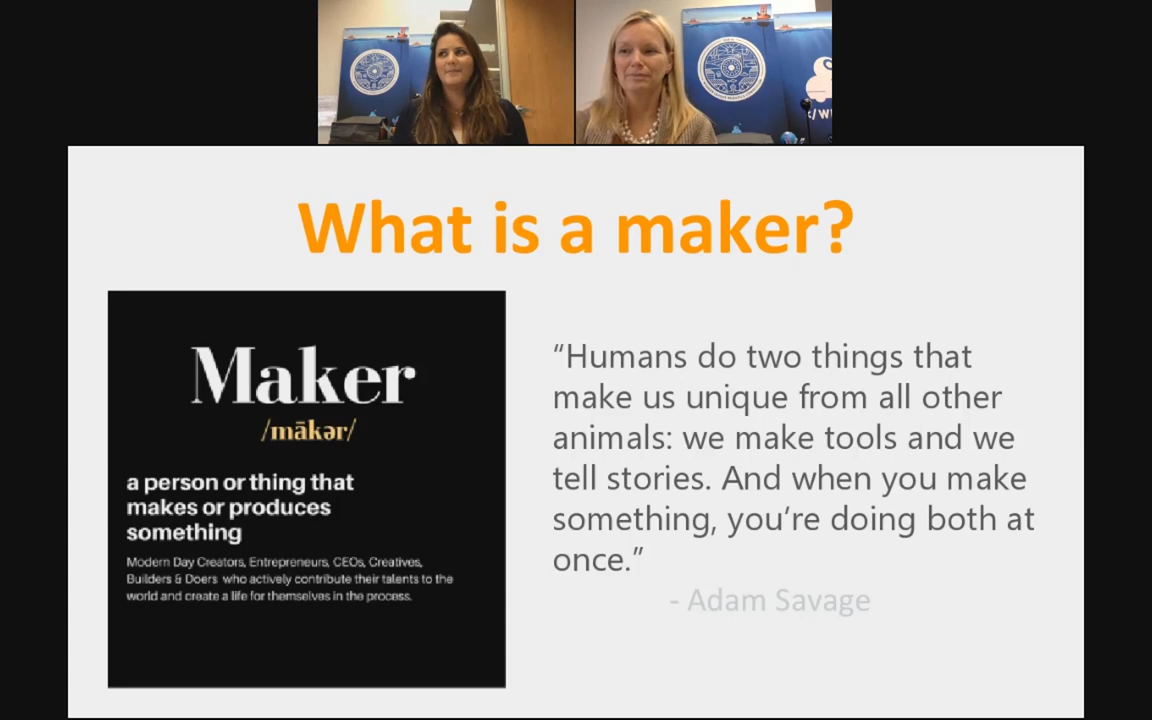 What is a maker?
Maker
/mākər/
a person or thing that
makes or produces
something
Modern Day Creators, Entrepreneurs, CEOs, Creatives,
Builders & Doers who actively contribute their talents to the
world and create a life for themselves in the process.
“Humans do two things that
make us unique from all other
animals: we make tools and we
tell stories. And when you make
something, you’re doing both at
once.”
- Adam Savage